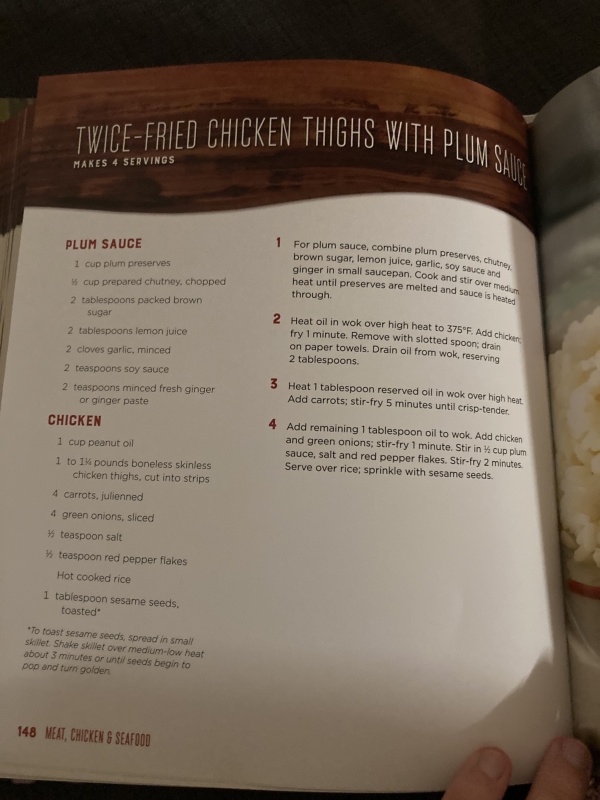 TWICE-FRIED CHICKEN THIGHS WITH PLUM SAUCE
MAKES 4 SERVINGS
PLUM SAUCE
1 cup plum preserves
½ cup prepared chutney, chopped
2 tablespoons packed brown
sugar
2 tablespoons lemon juice
2 cloves garlic, minced
2 teaspoons soy sauce
2 teaspoons minced fresh ginger
or ginger paste
CHICKEN
1 cup peanut oil
1 to 1¼ pounds boneless skinless
chicken thighs, cut into strips
4 carrots, julienned
4 green onions, sliced
½ teaspoon salt
½ teaspoon red pepper flakes
Hot cooked rice
1 tablespoon sesame seeds,
toasted*
*To toast sesame seeds, spread in small
skillet. Shake skillet over medium-low heat
about 3 minutes or until seeds begin to
pop and turn golden.
1 For plum sauce, combine plum preserves, chutney,
brown sugar, lemon juice, garlic, soy sauce and
ginger in small saucepan. Cook and stir over medium
heat until preserves are melted and sauce is heated
through.
2 Heat oil in wok over high heat to 375°F. Add chicken;
fry 1 minute. Remove with slotted spoon; drain
on paper towels. Drain oil from wok, reserving
2 tablespoons.
3 Heat 1 tablespoon reserved oil in wok over high heat.
Add carrots; stir-fry 5 minutes until crisp-tender.
4 Add remaining 1 tablespoon oil to wok. Add chicken
and green onions; stir-fry 1 minute. Stir in ½ cup plum
sauce, salt and red pepper flakes. Stir-fry 2 minutes.
Serve over rice; sprinkle with sesame seeds.
148 MEAT, CHICKEN & SEAFOOD